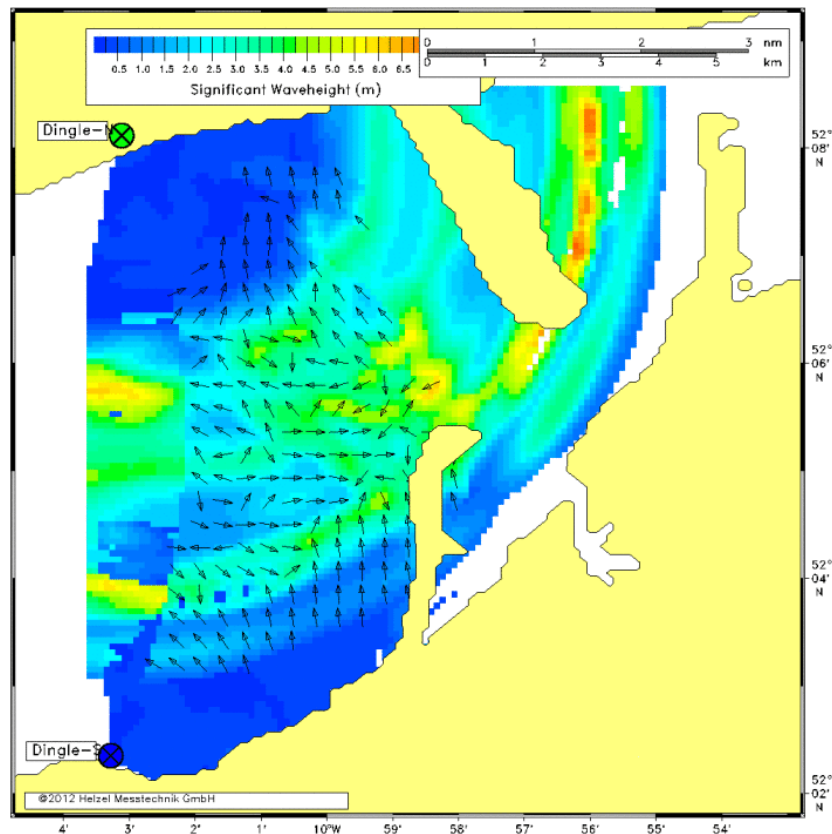 0.5 1.0 1.5 2.0 2.5 3.0 3.5 4.0 4.5 5.0 5.5 6.0 6.5
Significant Waveheight (m)
0 1 2 3 nm
0 1 2 3 4 5 km
Dingle-
52°
08'
N
52°
06'
N
52°
04'
N
Dingle-S
52°
02'
N
©2012 Helzel Messtechnik GmbH
4' 3' 2' 1' 10°W 58' 57' 56' 55' 54'